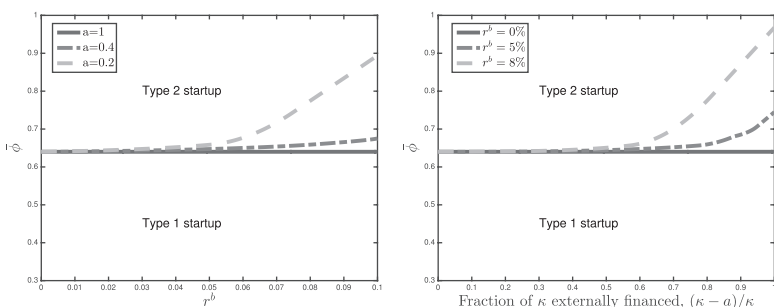 1
0.9
0.8
0.7
0.6
0.5
0.4
0.3
ϕ̄
a=1
a=0.4
a=0.2
Type 2 startup
Type 1 startup
0 0.01 0.02 0.03 0.04 0.05 0.06 0.07 0.08 0.09 0.1
r^b
1
0.9
0.8
0.7
0.6
0.5
0.4
0.3
ϕ̄
r^b = 0%
r^b = 5%
r^b = 8%
Type 2 startup
Type 1 startup
0 0.1 0.2 0.3 0.4 0.5 0.6 0.7 0.8 0.9 1
Fraction of κ externally financed, (κ − a)/κ